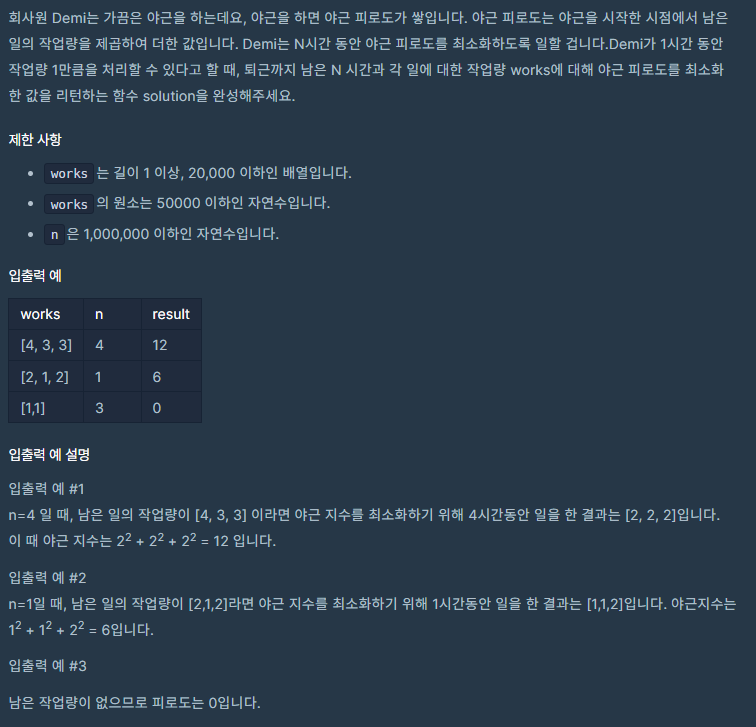 회사원 Demi는 가끔은 야근을 하는데요, 야근을 하면 야근 피로도가 쌓입니다. 야근 피로도는 야근을 시작한 시점에서 남은
일의 작업량을 제곱하여 더한 값입니다. Demi는 N시간 동안 야근 피로도를 최소화하도록 일할 겁니다.Demi가 1시간 동안
작업량 1만큼을 처리할 수 있다고 할 때, 퇴근까지 남은 N 시간과 각 일에 대한 작업량 works에 대해 야근 피로도를 최소화
한 값을 리턴하는 함수 solution을 완성해주세요.
제한 사항
• works 는 길이 1 이상, 20,000 이하인 배열입니다.
• works 의 원소는 50000 이하인 자연수입니다.
• n 은 1,000,000 이하인 자연수입니다.
입출력 예
works n result
[4, 3, 3] 4 12
[2, 1, 2] 1 6
[1,1] 3 0
입출력 예 설명
입출력 예 #1
n=4 일 때, 남은 일의 작업량이 [4, 3, 3] 이라면 야근 지수를 최소화하기 위해 4시간동안 일을 한 결과는 [2, 2, 2]입니다.
이 때 야근 지수는 2² + 2² + 2² = 12 입니다.
입출력 예 #2
n=1일 때, 남은 일의 작업량이 [2,1,2]라면 야근 지수를 최소화하기 위해 1시간동안 일을 한 결과는 [1,1,2]입니다. 야근지수는
1² + 1² + 2² = 6입니다.
입출력 예 #3
남은 작업량이 없으므로 피로도는 0입니다.